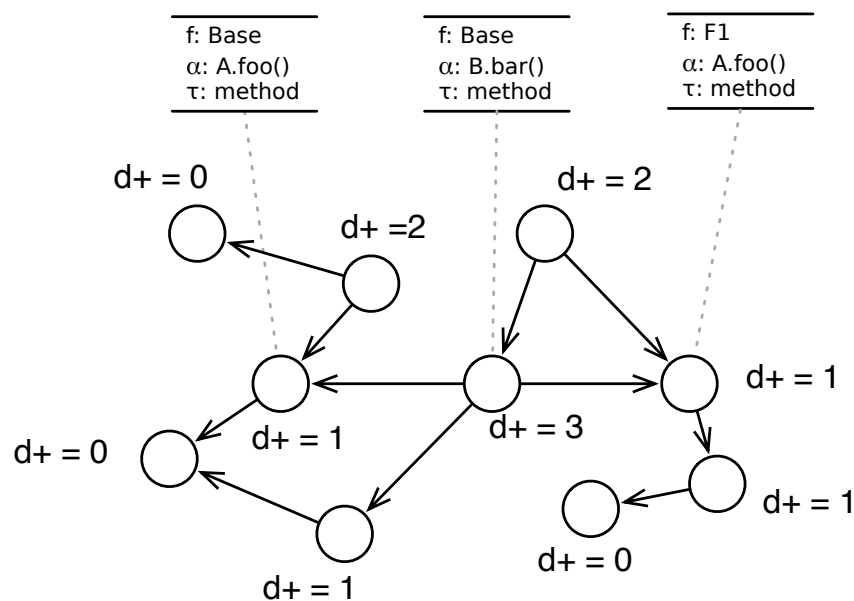 f: Base
α: A.foo()
τ: method
f: Base
α: B.bar()
τ: method
f: F1
α: A.foo()
τ: method
d+ = 0
d+ =2
d+ = 2
d+ = 1
d+ = 3
d+ = 1
d+ = 0
d+ = 1
d+ = 0
d+ = 1